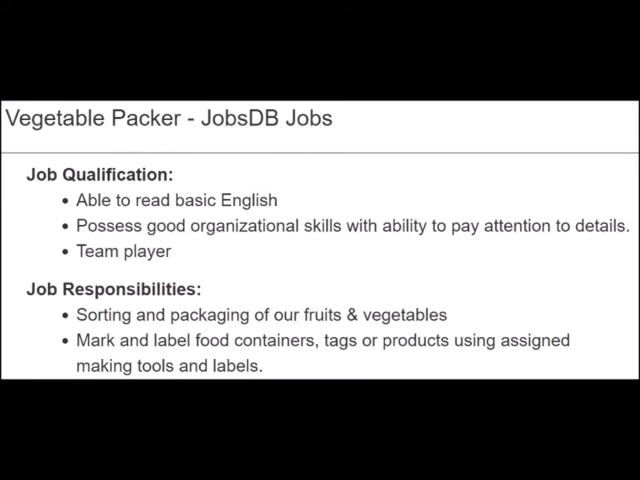 Vegetable Packer - JobsDB Jobs
Job Qualification:
• Able to read basic English
• Possess good organizational skills with ability to pay attention to details.
• Team player
Job Responsibilities:
• Sorting and packaging of our fruits & vegetables
• Mark and label food containers, tags or products using assigned
making tools and labels.